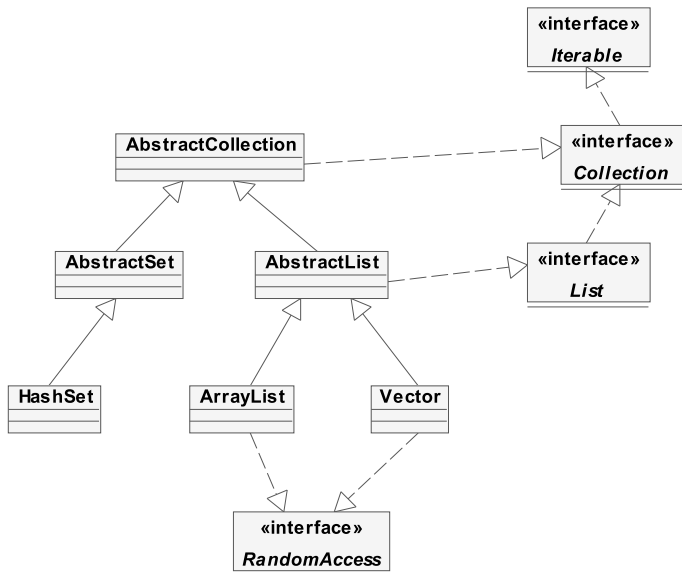 «interface»
Iterable
AbstractCollection
«interface»
Collection
AbstractSet
AbstractList
«interface»
List
HashSet
ArrayList
Vector
«interface»
RandomAccess